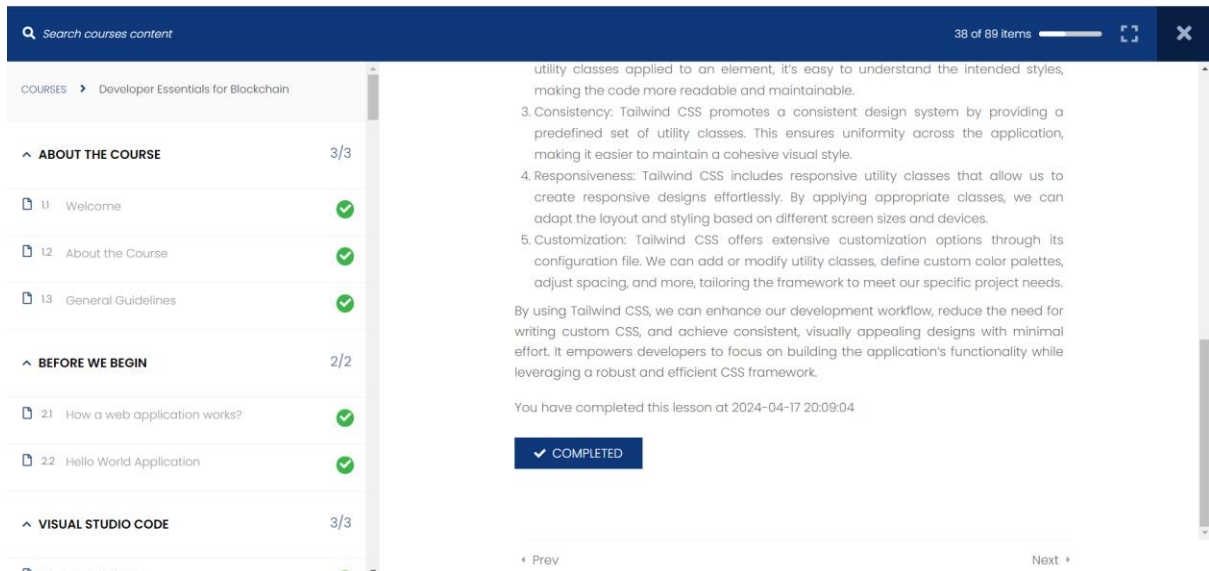 Search courses content
38 of 89 items
COURSES > Developer Essentials for Blockchain
ABOUT THE COURSE 3/3
1.1 Welcome
1.2 About the Course
1.3 General Guidelines
BEFORE WE BEGIN 2/2
2.1 How a web application works?
2.2 Hello World Application
VISUAL STUDIO CODE 3/3
utility classes applied to an element, it's easy to understand the intended styles,
making the code more readable and maintainable.
3. Consistency: Tailwind CSS promotes a consistent design system by providing a
predefined set of utility classes. This ensures uniformity across the application,
making it easier to maintain a cohesive visual style.
4. Responsiveness: Tailwind CSS includes responsive utility classes that allow us to
create responsive designs effortlessly. By applying appropriate classes, we can
adapt the layout and styling based on different screen sizes and devices.
5. Customization: Tailwind CSS offers extensive customization options through its
configuration file. We can add or modify utility classes, define custom color palettes,
adjust spacing, and more, tailoring the framework to meet our specific project needs.
By using Tailwind CSS, we can enhance our development workflow, reduce the need for
writing custom CSS, and achieve consistent, visually appealing designs with minimal
effort. It empowers developers to focus on building the application's functionality while
leveraging a robust and efficient CSS framework.
You have completed this lesson at 2024-04-17 20:09:04
COMPLETED
Prev
Next